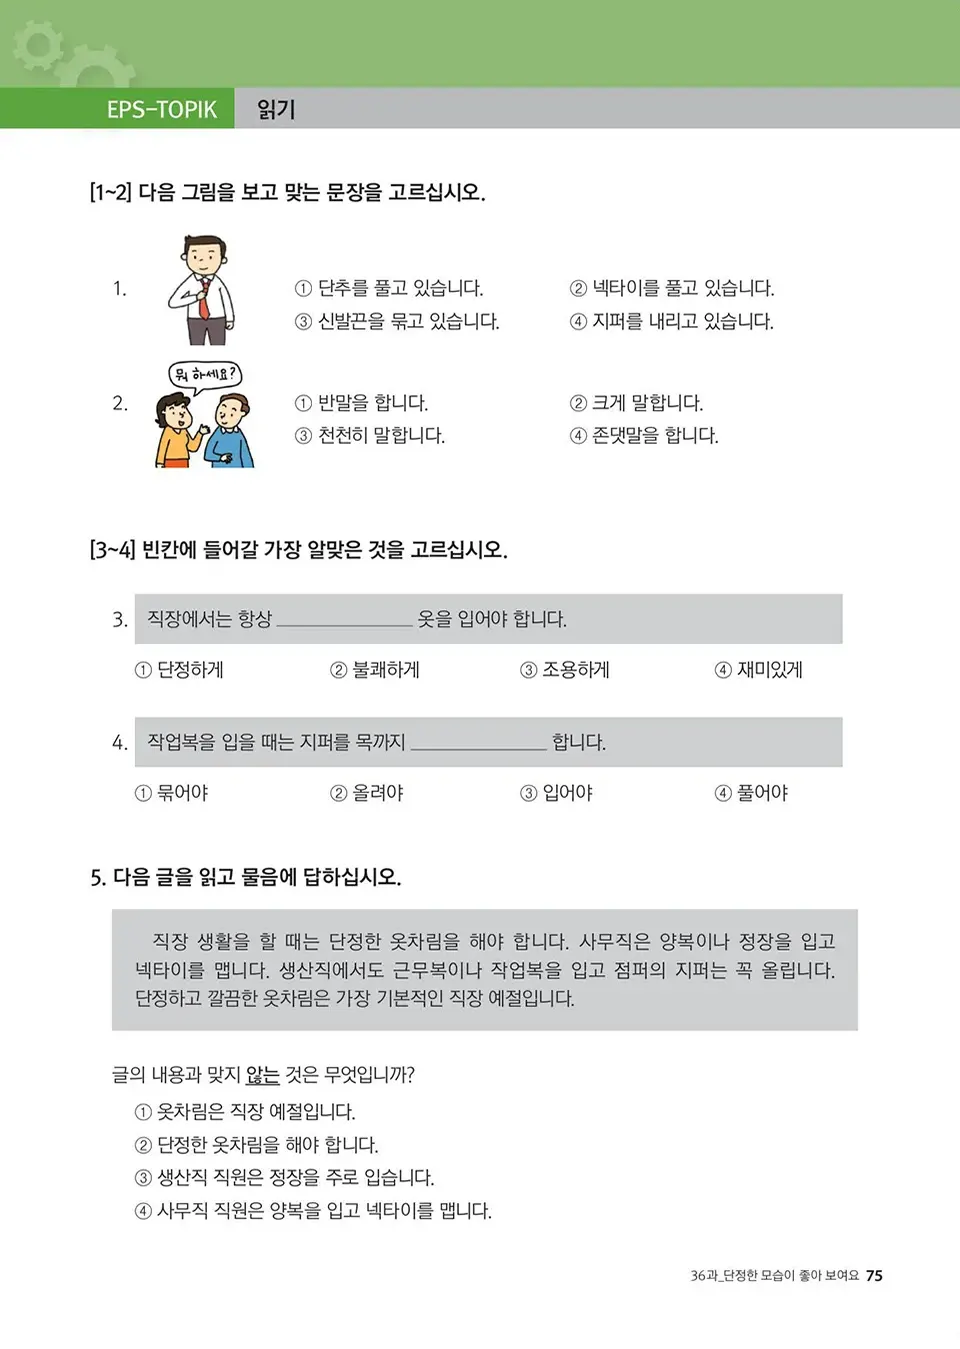 EPS-TOPIK 읽기
[1~2] 다음 그림을 보고 맞는 문장을 고르십시오.
1. ① 단추를 풀고 있습니다. ② 넥타이를 풀고 있습니다.
③ 신발끈을 묶고 있습니다. ④ 지퍼를 내리고 있습니다.
뭐 하세요?
2. ① 반말을 합니다. ② 크게 말합니다.
③ 천천히 말합니다. ④ 존댓말을 합니다.
[3~4] 빈칸에 들어갈 가장 알맞은 것을 고르십시오.
3. 직장에서는 항상 ______________ 옷을 입어야 합니다.
① 단정하게 ② 불쾌하게 ③ 조용하게 ④ 재미있게
4. 작업복을 입을 때는 지퍼를 목까지 ______________ 합니다.
① 묶어야 ② 올려야 ③ 입어야 ④ 풀어야
5. 다음 글을 읽고 물음에 답하십시오.
직장 생활을 할 때는 단정한 옷차림을 해야 합니다. 사무직은 양복이나 정장을 입고
넥타이를 맵니다. 생산직에서도 근무복이나 작업복을 입고 점퍼의 지퍼는 꼭 올립니다.
단정하고 깔끔한 옷차림은 가장 기본적인 직장 예절입니다.
글의 내용과 맞지 않는 것은 무엇입니까?
① 옷차림은 직장 예절입니다.
② 단정한 옷차림을 해야 합니다.
③ 생산직 직원은 정장을 주로 입습니다.
④ 사무직 직원은 양복을 입고 넥타이를 맵니다.
36과_단정한 모습이 좋아 보여요 75